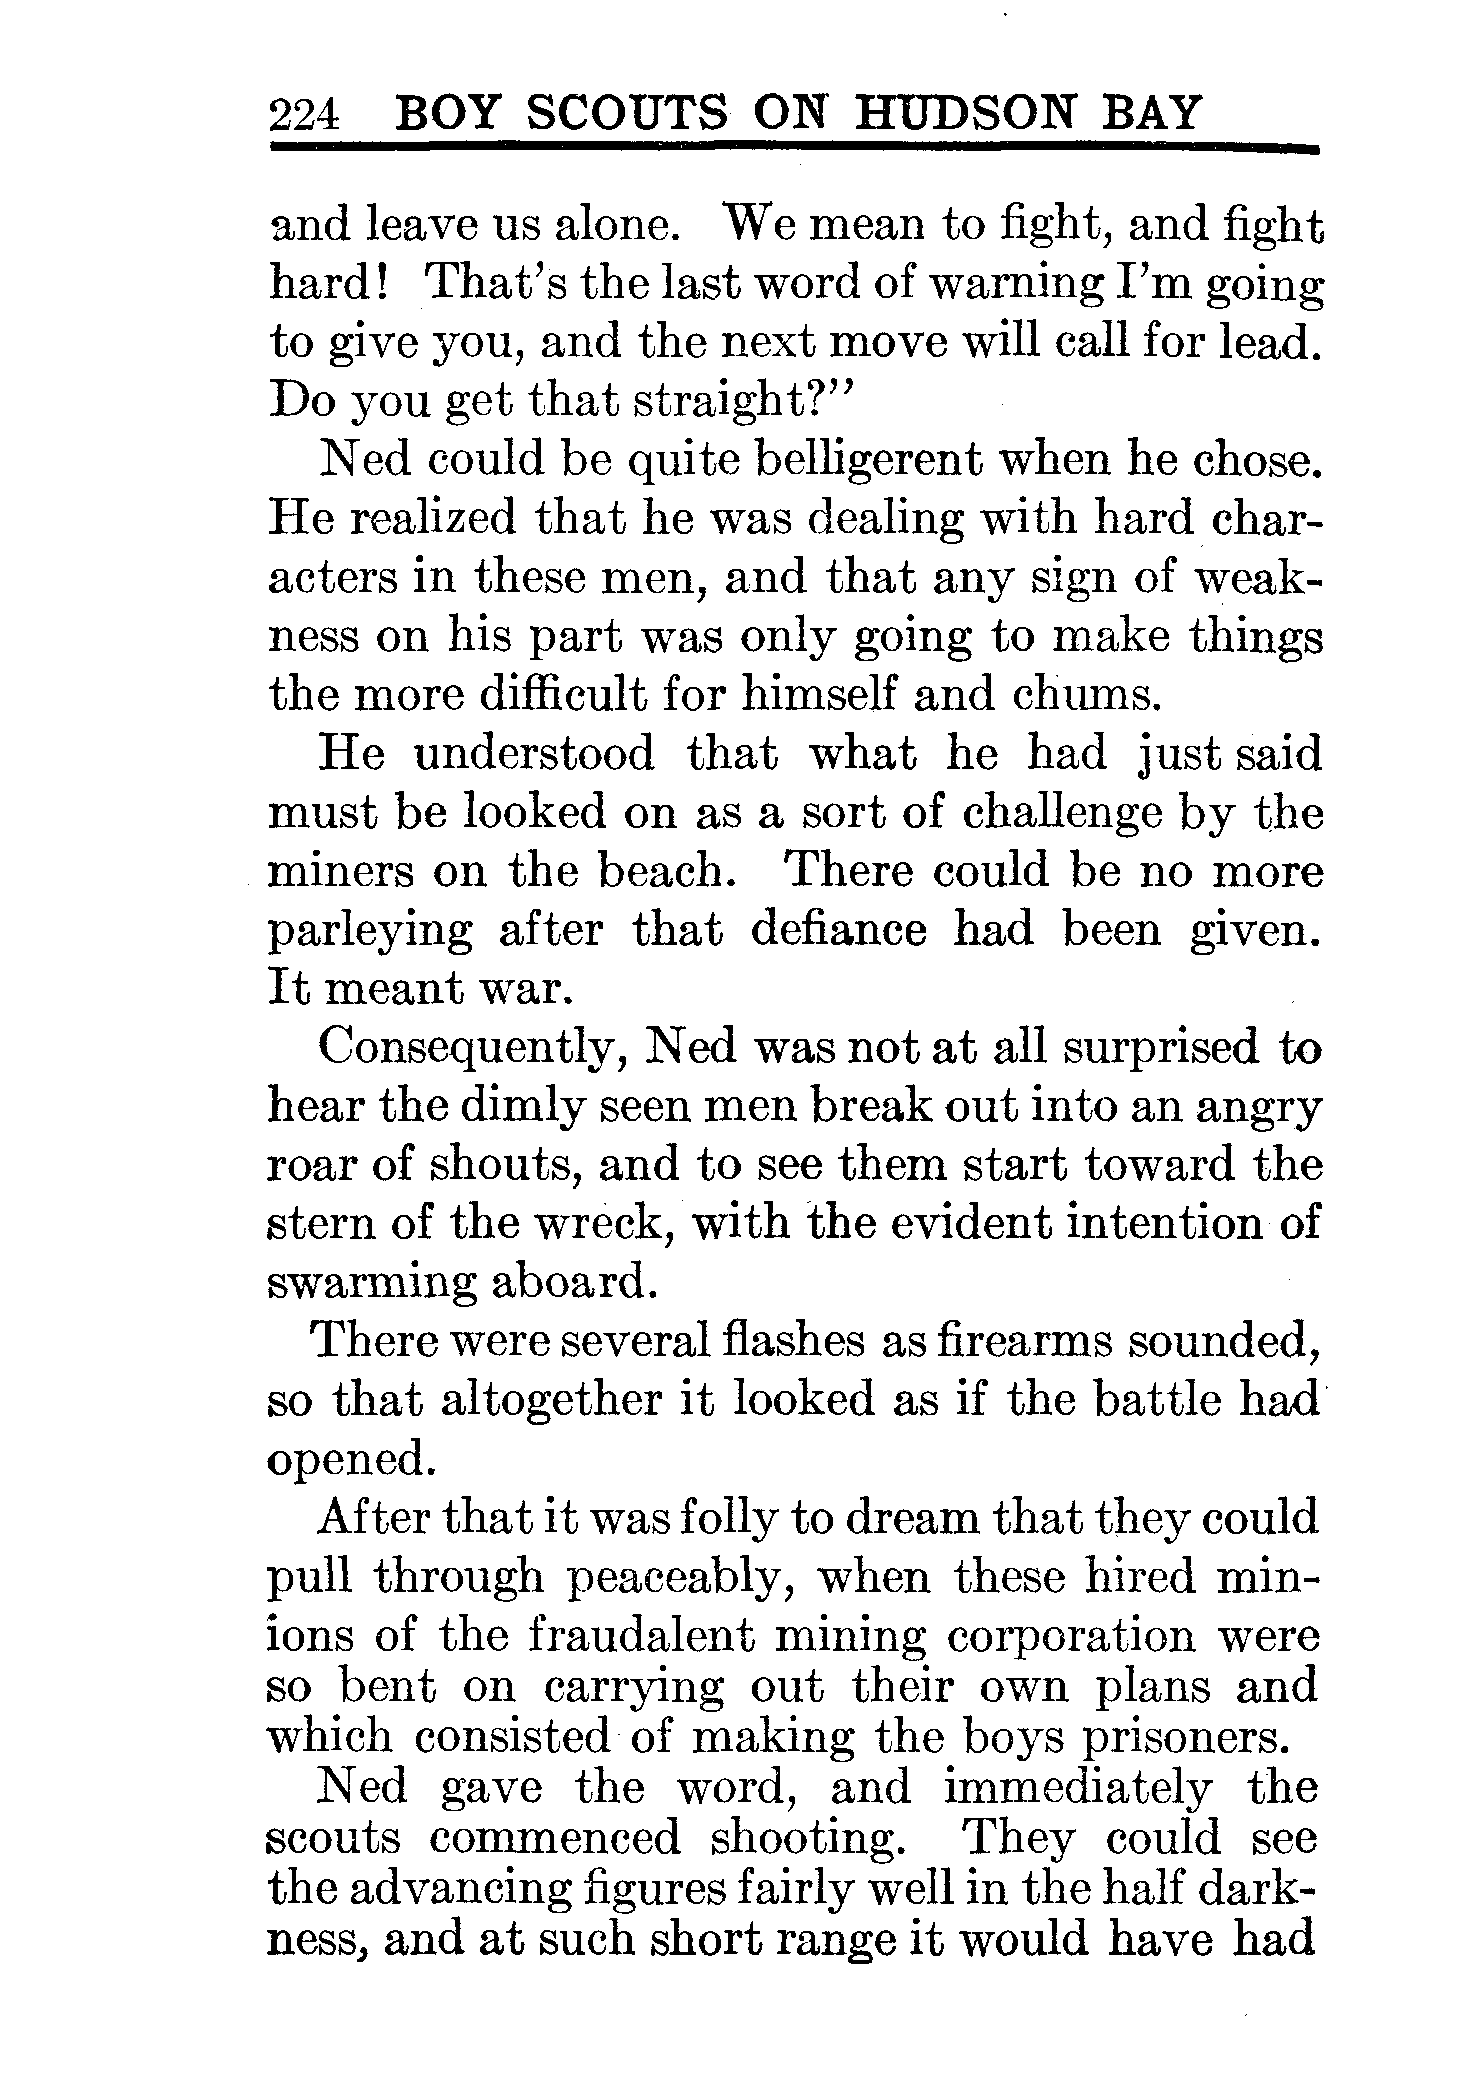 224 BOY SCOUTS ON HUDSON BAY
and leave us alone. We mean to fight, and fight
hard! That's the last word of warning I'm going
to give you, and the next move will call for lead.
Do you get that straight?"
Ned could be quite belligerent when he chose.
He realized that he was dealing with hard char-
acters in these men, and that any sign of weak-
ness on his part was only going to make things
the more difficult for himself and chums.
He understood that what he had just said
must be looked on as a sort of challenge by the
miners on the beach. There could be no more
parleying after that defiance had been given.
It meant war.
Consequently, Ned was not at all surprised to
hear the dimly seen men break out into an angry
roar of shouts, and to see them start toward the
stern of the wreck, with the evident intention of
swarming aboard.
There were several flashes as firearms sounded,
so that altogether it looked as if the battle had
opened.
After that it was folly to dream that they could
pull through peaceably, when these hired min-
ions of the fraudalent mining corporation were
so bent on carrying out their own plans and
which consisted of making the boys prisoners.
Ned gave the word, and immediately the
scouts commenced shooting. They could see
the advancing figures fairly well in the half dark-
ness, and at such short range it would have had